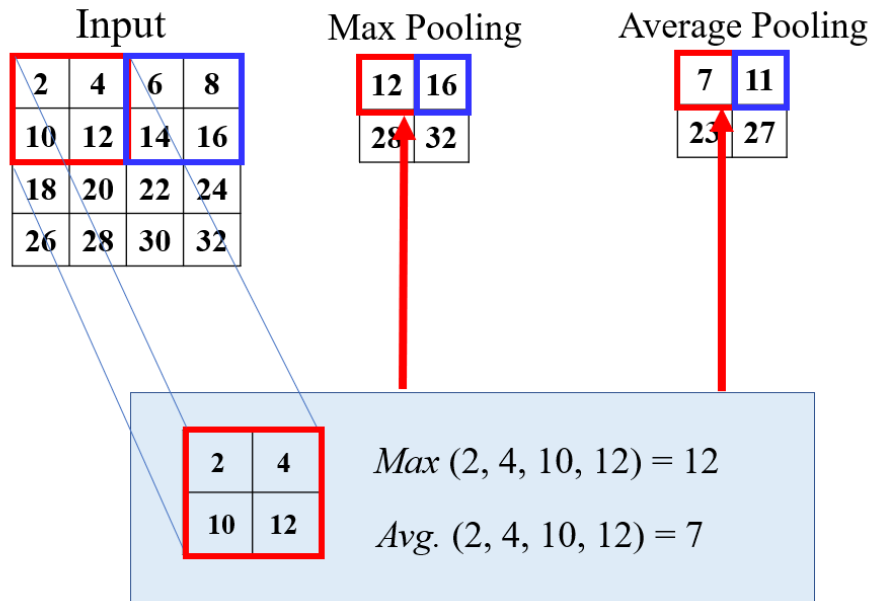 Input
Max Pooling
Average Pooling
2 4 6 8
10 12 14 16
18 20 22 24
26 28 30 32
12 16
28 32
7 11
23 27
2 4
10 12
Max (2, 4, 10, 12) = 12
Avg. (2, 4, 10, 12) = 7